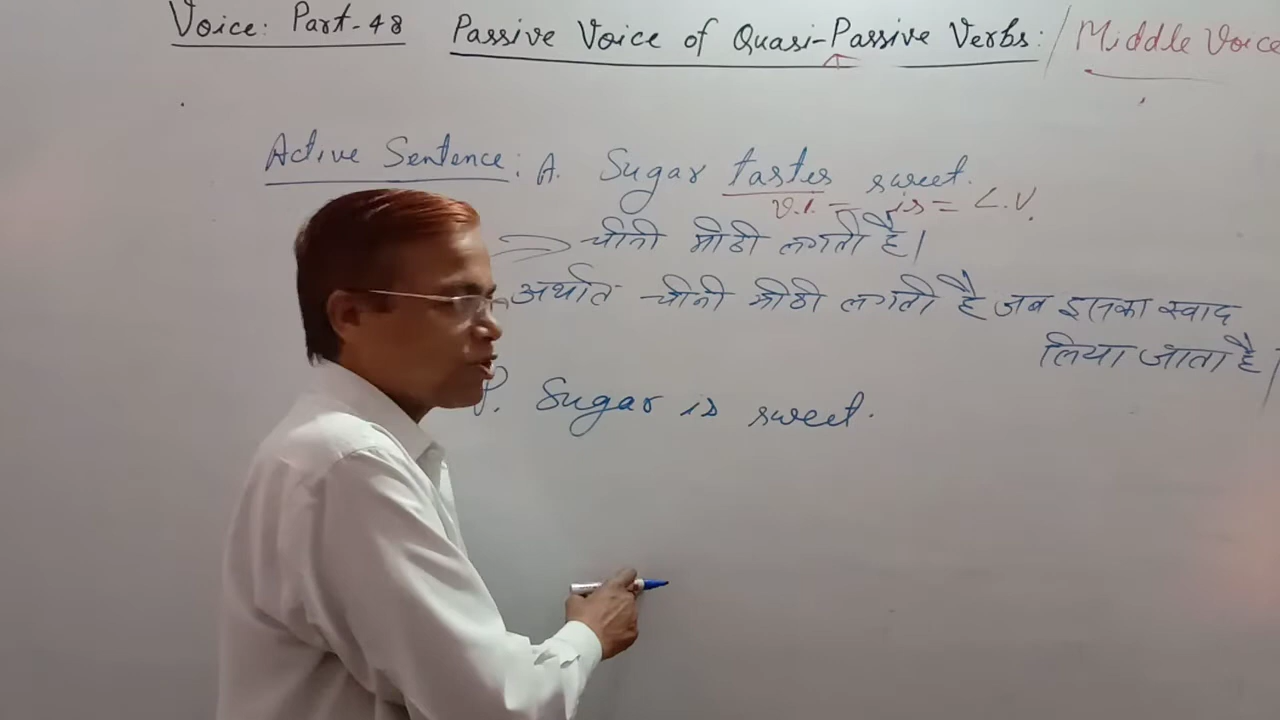 Voice: Part-48 Passive Voice of Quasi-Passive Verbs: / Middle Voice
Active Sentence: A. Sugar tastes sweet.
V.I. = is = L.V.
चीनी मीठी लगती है।
अर्थात चीनी मीठी लगती है जब इसका स्वाद
लिया जाता है।
P. Sugar is sweet.